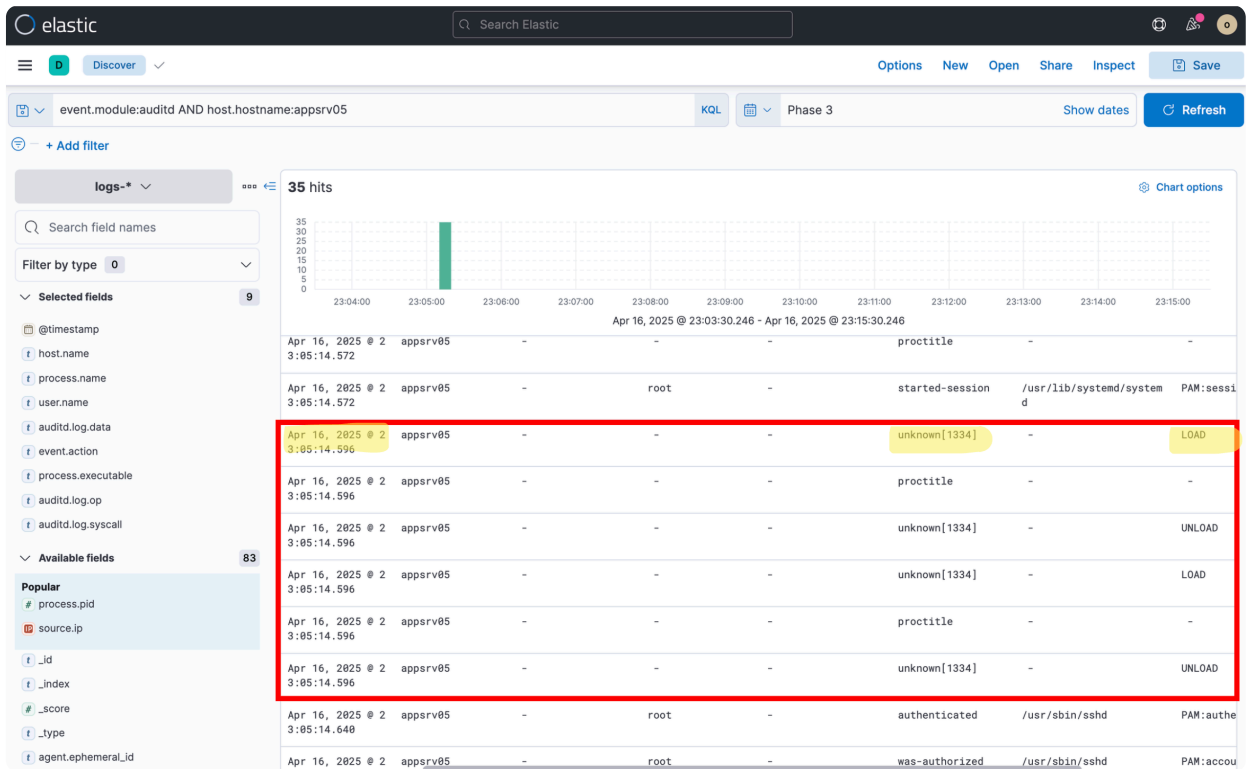 elastic
Search Elastic
o
D
Discover
Options New Open Share Inspect Save
event.module:auditd AND host.hostname:appsrv05
KQL
Phase 3
Show dates
Refresh
+ Add filter
logs-*
Search field names
Filter by type 0
Selected fields 9
@timestamp
t host.name
t process.name
t user.name
t auditd.log.data
t event.action
t process.executable
t auditd.log.op
t auditd.log.syscall
Available fields 83
Popular
# process.pid
IP source.ip
t _id
t _index
# _score
t _type
t agent.ephemeral_id
35 hits
Chart options
35
30
25
20
15
10
5
0
23:04:00 23:05:00 23:06:00 23:07:00 23:08:00 23:09:00 23:10:00 23:11:00 23:12:00 23:13:00 23:14:00 23:15:00
Apr 16, 2025 @ 23:03:30.246 - Apr 16, 2025 @ 23:15:30.246
Apr 16, 2025 @ 2 appsrv05 - - - proctitle - -
3:05:14.572
Apr 16, 2025 @ 2 appsrv05 - root - started-session /usr/lib/systemd/system PAM:sessi
3:05:14.572 d
Apr 16, 2025 @ 2 appsrv05 - - - unknown[1334] - LOAD
3:05:14.596
Apr 16, 2025 @ 2 appsrv05 - - - proctitle - -
3:05:14.596
Apr 16, 2025 @ 2 appsrv05 - - - unknown[1334] - UNLOAD
3:05:14.596
Apr 16, 2025 @ 2 appsrv05 - - - unknown[1334] - LOAD
3:05:14.596
Apr 16, 2025 @ 2 appsrv05 - - - proctitle - -
3:05:14.596
Apr 16, 2025 @ 2 appsrv05 - - - unknown[1334] - UNLOAD
3:05:14.596
Apr 16, 2025 @ 2 appsrv05 - root - authenticated /usr/sbin/sshd PAM:authe
3:05:14.640
Apr 16, 2025 @ 2 appsrv05 - root - was-authorized /usr/sbin/sshd PAM:accou